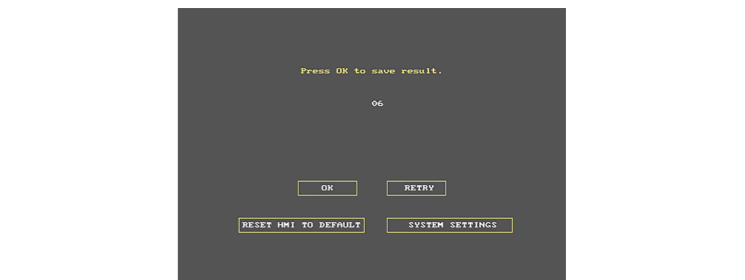 Press OK to save result.
06
OK
RETRY
RESET HMI TO DEFAULT
SYSTEM SETTINGS